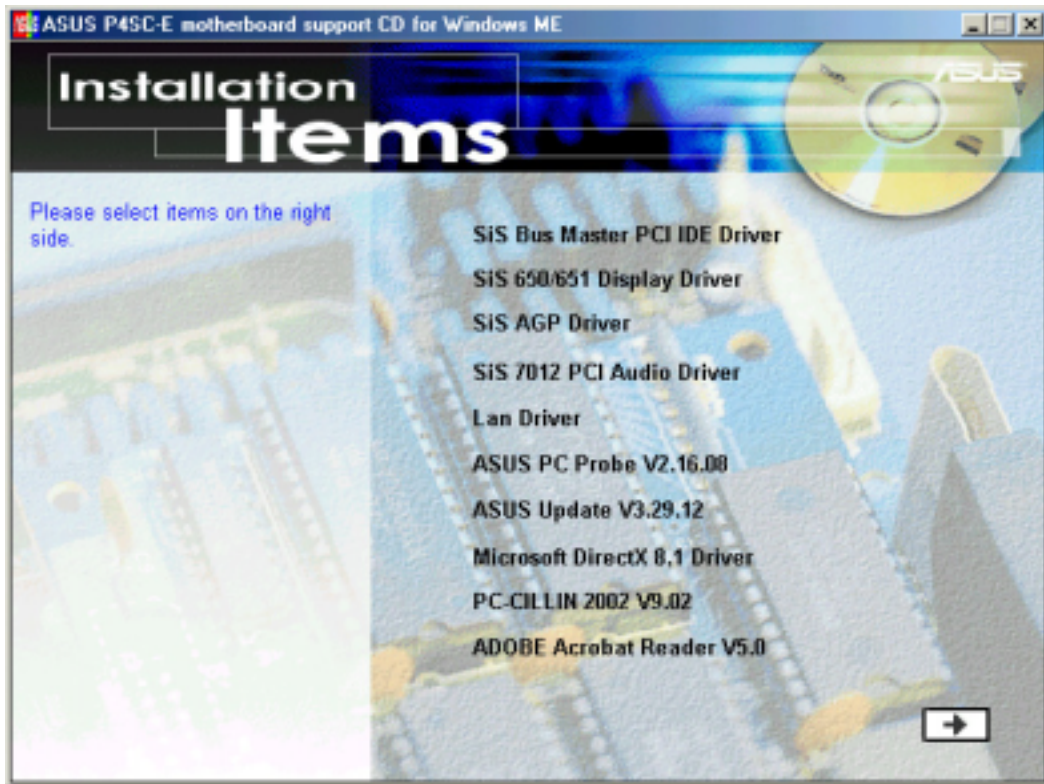 ASUS P4SC-E motherboard support CD for Windows ME
ASUS
Installation
Items
Please select items on the right
side.
SiS Bus Master PCI IDE Driver
SiS 650/651 Display Driver
SiS AGP Driver
SiS 7012 PCI Audio Driver
Lan Driver
ASUS PC Probe V2.16.08
ASUS Update V3.29.12
Microsoft DirectX 8.1 Driver
PC-CILLIN 2002 V9.02
ADOBE Acrobat Reader V5.0